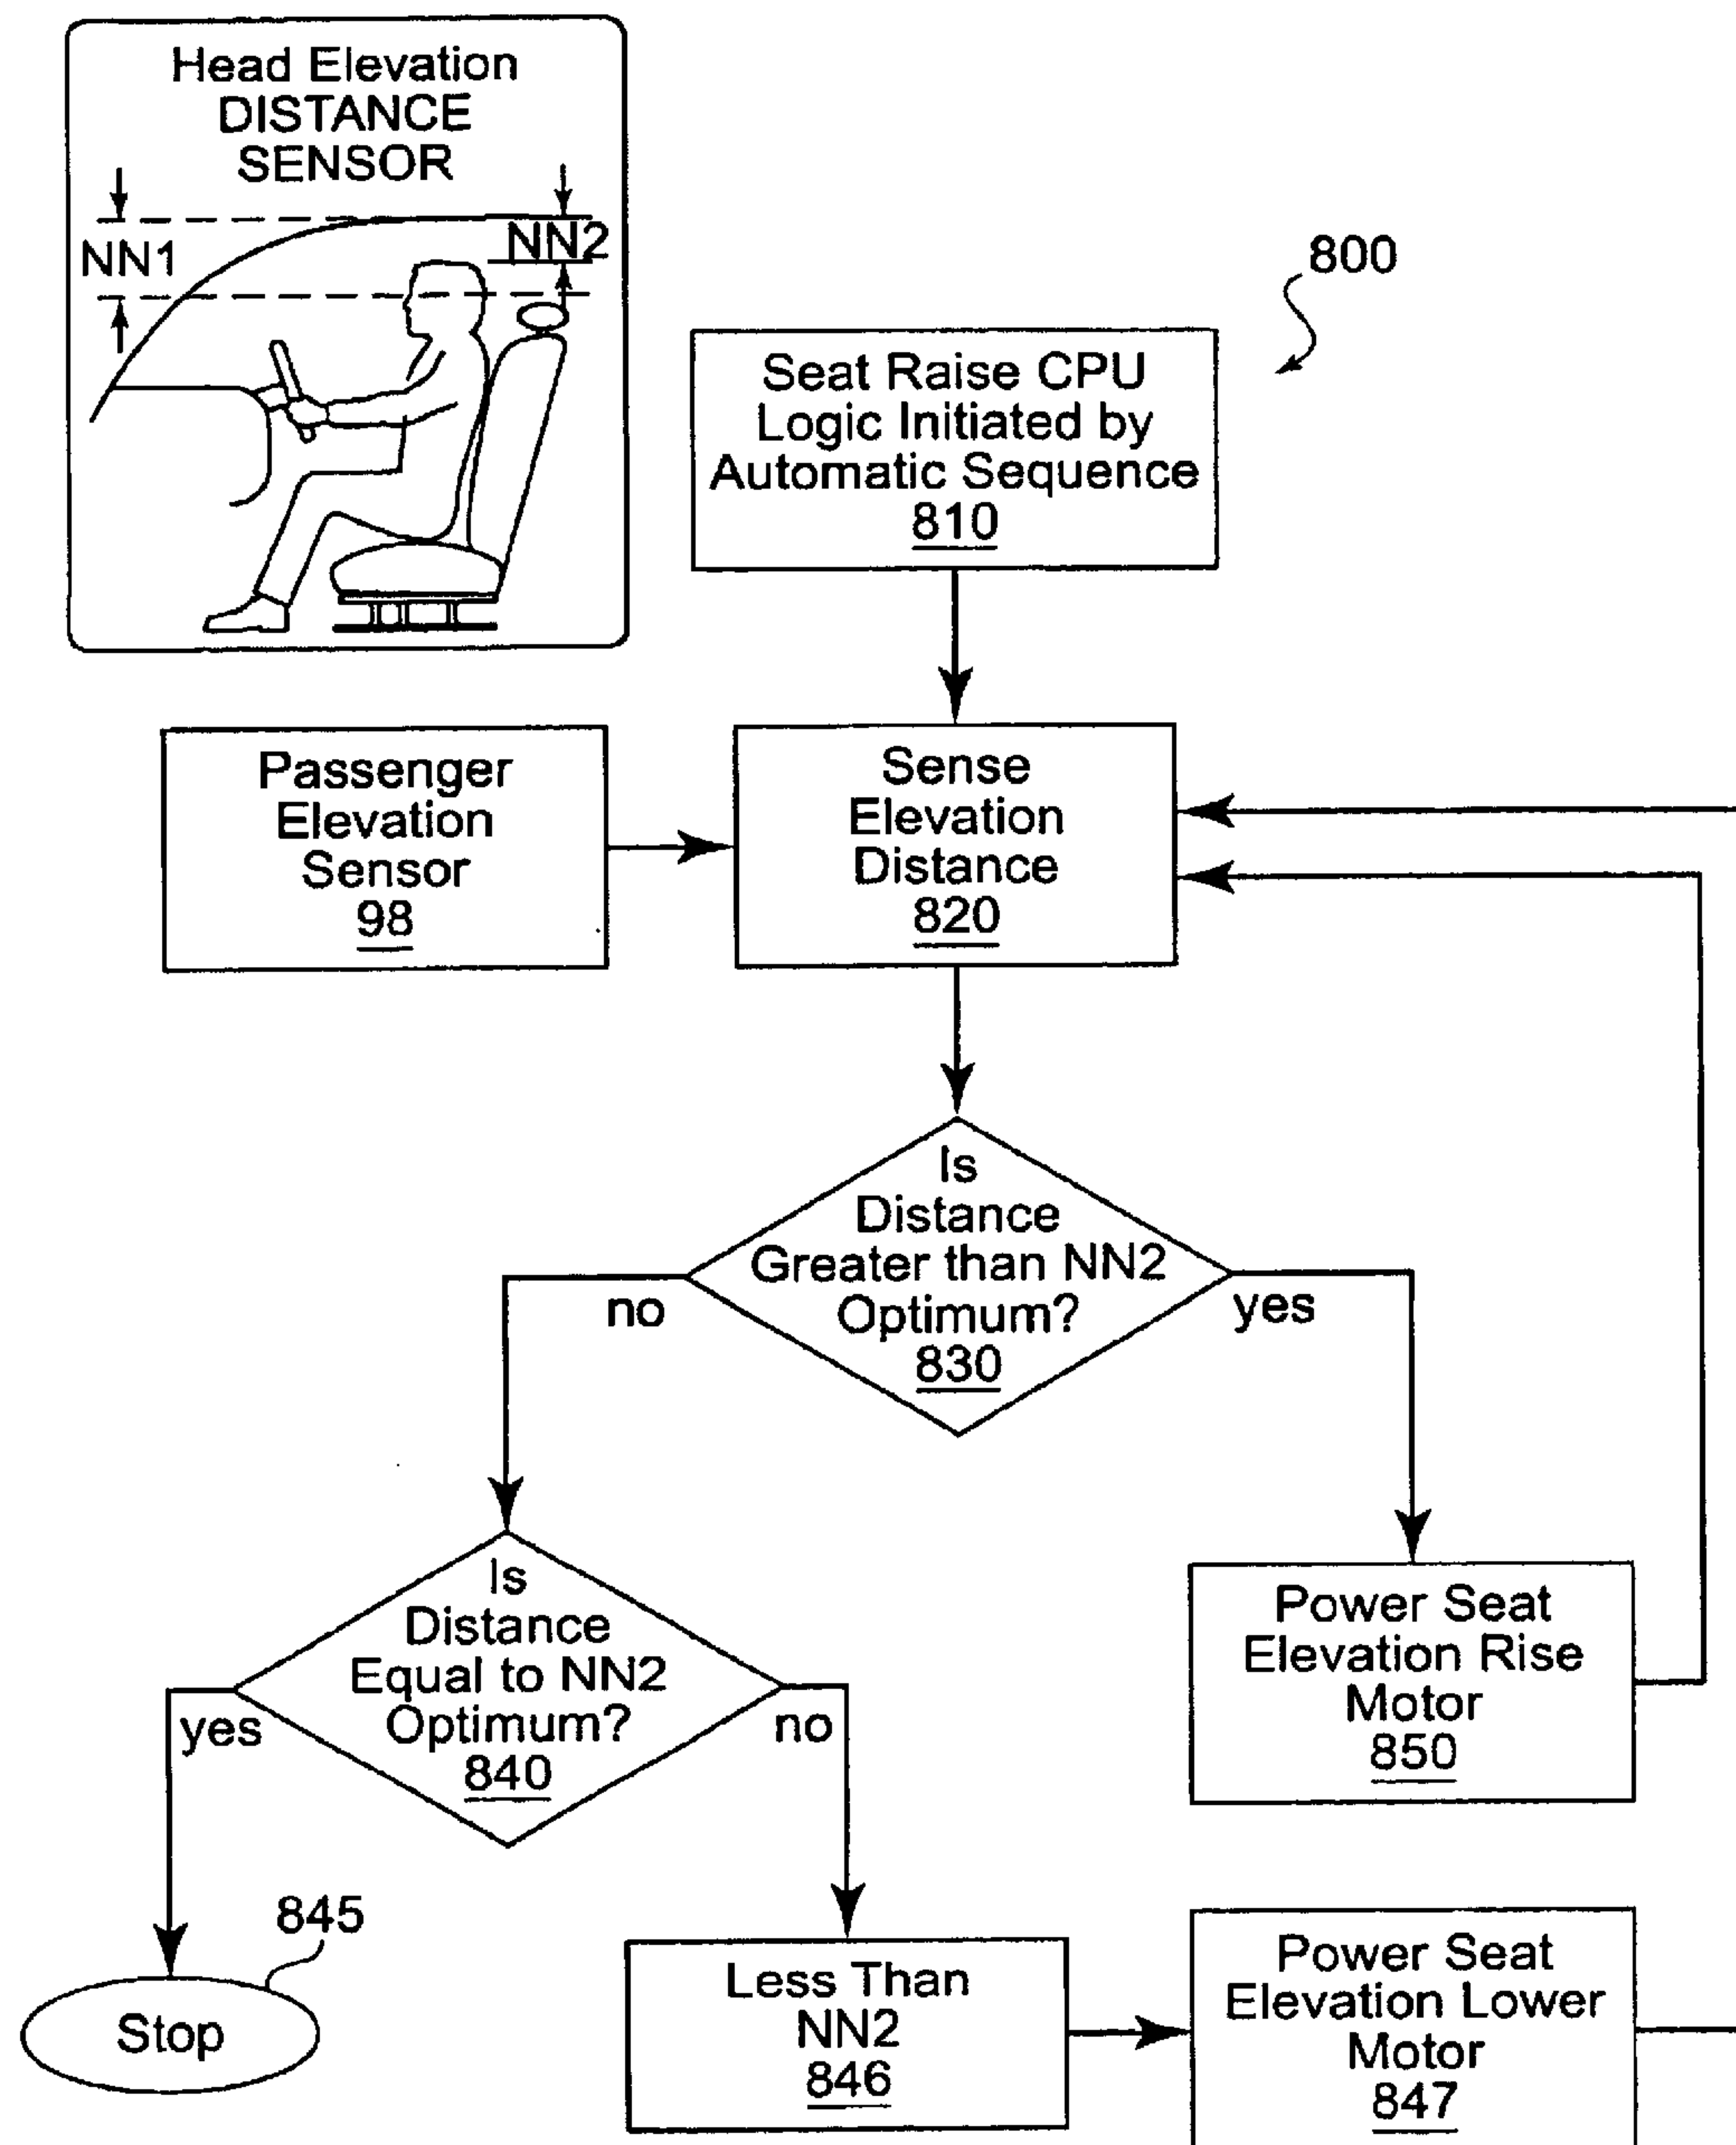 Head Elevation
DISTANCE
SENSOR
NN1
NN2
800
Seat Raise CPU
Logic Initiated by
Automatic Sequence
810
Passenger
Elevation
Sensor
98
Sense
Elevation
Distance
820
Is
Distance
Greater than NN2
Optimum?
830
no
yes
Is
Distance
Equal to NN2
Optimum?
840
yes
no
Power Seat
Elevation Rise
Motor
850
845
Stop
Less Than
NN2
846
Power Seat
Elevation Lower
Motor
847